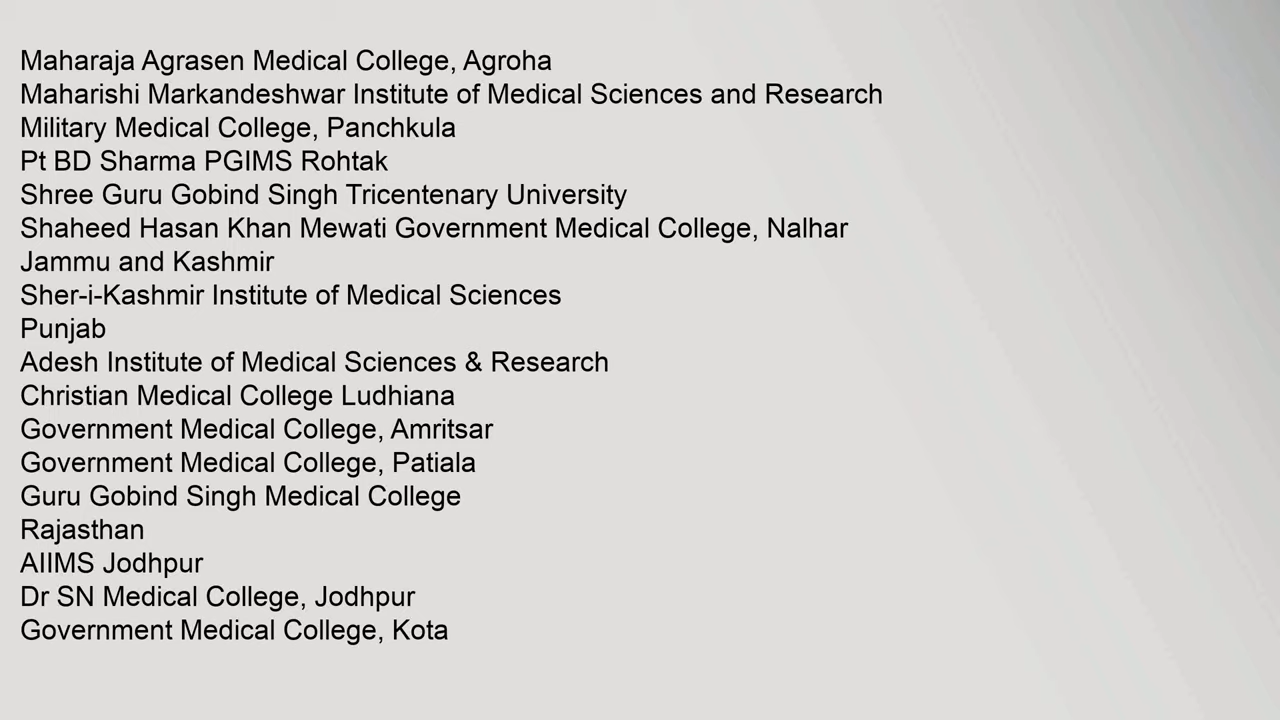 Maharaja Agrasen Medical College, Agroha
Maharishi Markandeshwar Institute of Medical Sciences and Research
Military Medical College, Panchkula
Pt BD Sharma PGIMS Rohtak
Shree Guru Gobind Singh Tricentenary University
Shaheed Hasan Khan Mewati Government Medical College, Nalhar
Jammu and Kashmir
Sher-i-Kashmir Institute of Medical Sciences
Punjab
Adesh Institute of Medical Sciences & Research
Christian Medical College Ludhiana
Government Medical College, Amritsar
Government Medical College, Patiala
Guru Gobind Singh Medical College
Rajasthan
AIIMS Jodhpur
Dr SN Medical College, Jodhpur
Government Medical College, Kota